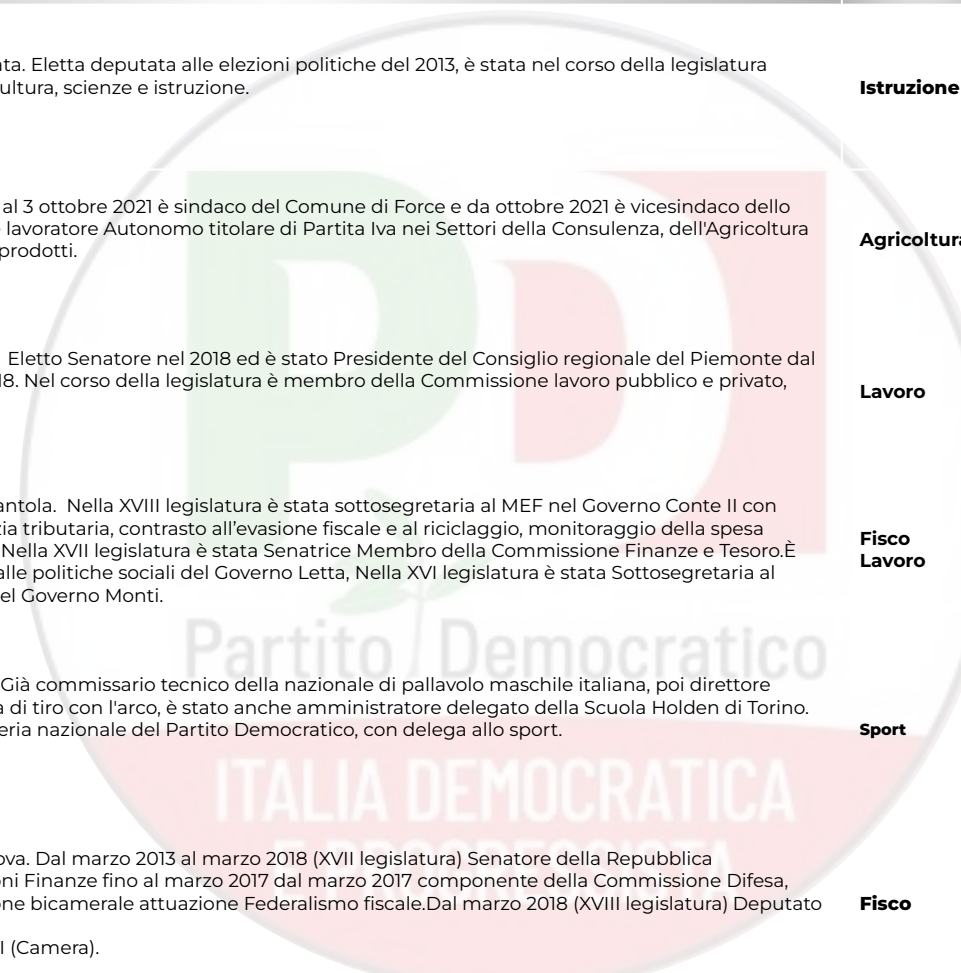 nta. Eletta deputata alle elezioni politiche del 2013, è stata nel corso della legislatura
ultura, scienze e istruzione.
Istruzione
al 3 ottobre 2021 è sindaco del Comune di Force e da ottobre 2021 è vicesindaco dello
lavoratore Autonomo titolare di Partita Iva nei Settori della Consulenza, dell'Agricoltura
prodotti.
Agricoltura
Eletto Senatore nel 2018 ed è stato Presidente del Consiglio regionale del Piemonte dal
18. Nel corso della legislatura è membro della Commissione lavoro pubblico e privato,
Lavoro
antola. Nella XVIII legislatura è stata sottosegretaria al MEF nel Governo Conte II con
zia tributaria, contrasto all’evasione fiscale e al riciclaggio, monitoraggio della spesa
Nella XVII legislatura è stata Senatrice Membro della Commissione Finanze e Tesoro.È
alle politiche sociali del Governo Letta, Nella XVI legislatura è stata Sottosegretaria al
el Governo Monti.
Fisco
Lavoro
Già commissario tecnico della nazionale di pallavolo maschile italiana, poi direttore
a di tiro con l'arco, è stato anche amministratore delegato della Scuola Holden di Torino.
eria nazionale del Partito Democratico, con delega allo sport.
Sport
ova. Dal marzo 2013 al marzo 2018 (XVII legislatura) Senatore della Repubblica
oni Finanze fino al marzo 2017 dal marzo 2017 componente della Commissione Difesa,
one bicamerale attuazione Federalismo fiscale.Dal marzo 2018 (XVIII legislatura) Deputato
I (Camera).
Fisco
PD
Partito Democratico
ITALIA DEMOCRATICA
E PROGRESSISTA